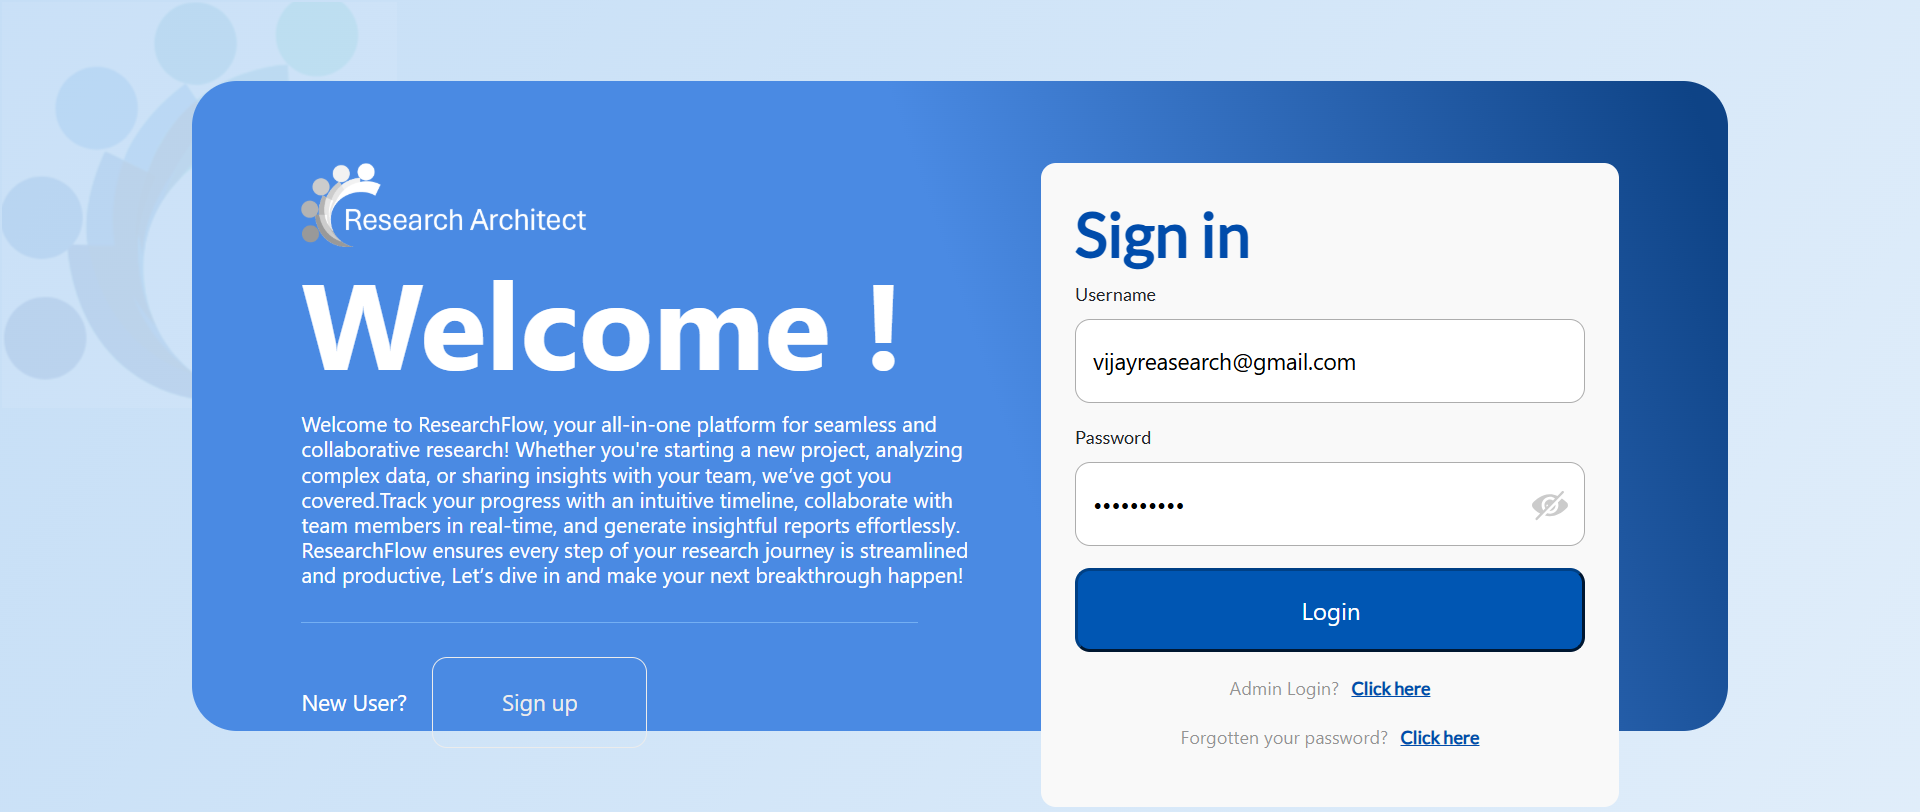 Research Architect
Welcome !
Welcome to ResearchFlow, your all-in-one platform for seamless and
collaborative research! Whether you're starting a new project, analyzing
complex data, or sharing insights with your team, we’ve got you
covered.Track your progress with an intuitive timeline, collaborate with
team members in real-time, and generate insightful reports effortlessly.
ResearchFlow ensures every step of your research journey is streamlined
and productive, Let’s dive in and make your next breakthrough happen!
New User?
Sign up
Sign in
Username
vijayreasearch@gmail.com
Password
••••••••••
Login
Admin Login? Click here
Forgotten your password? Click here